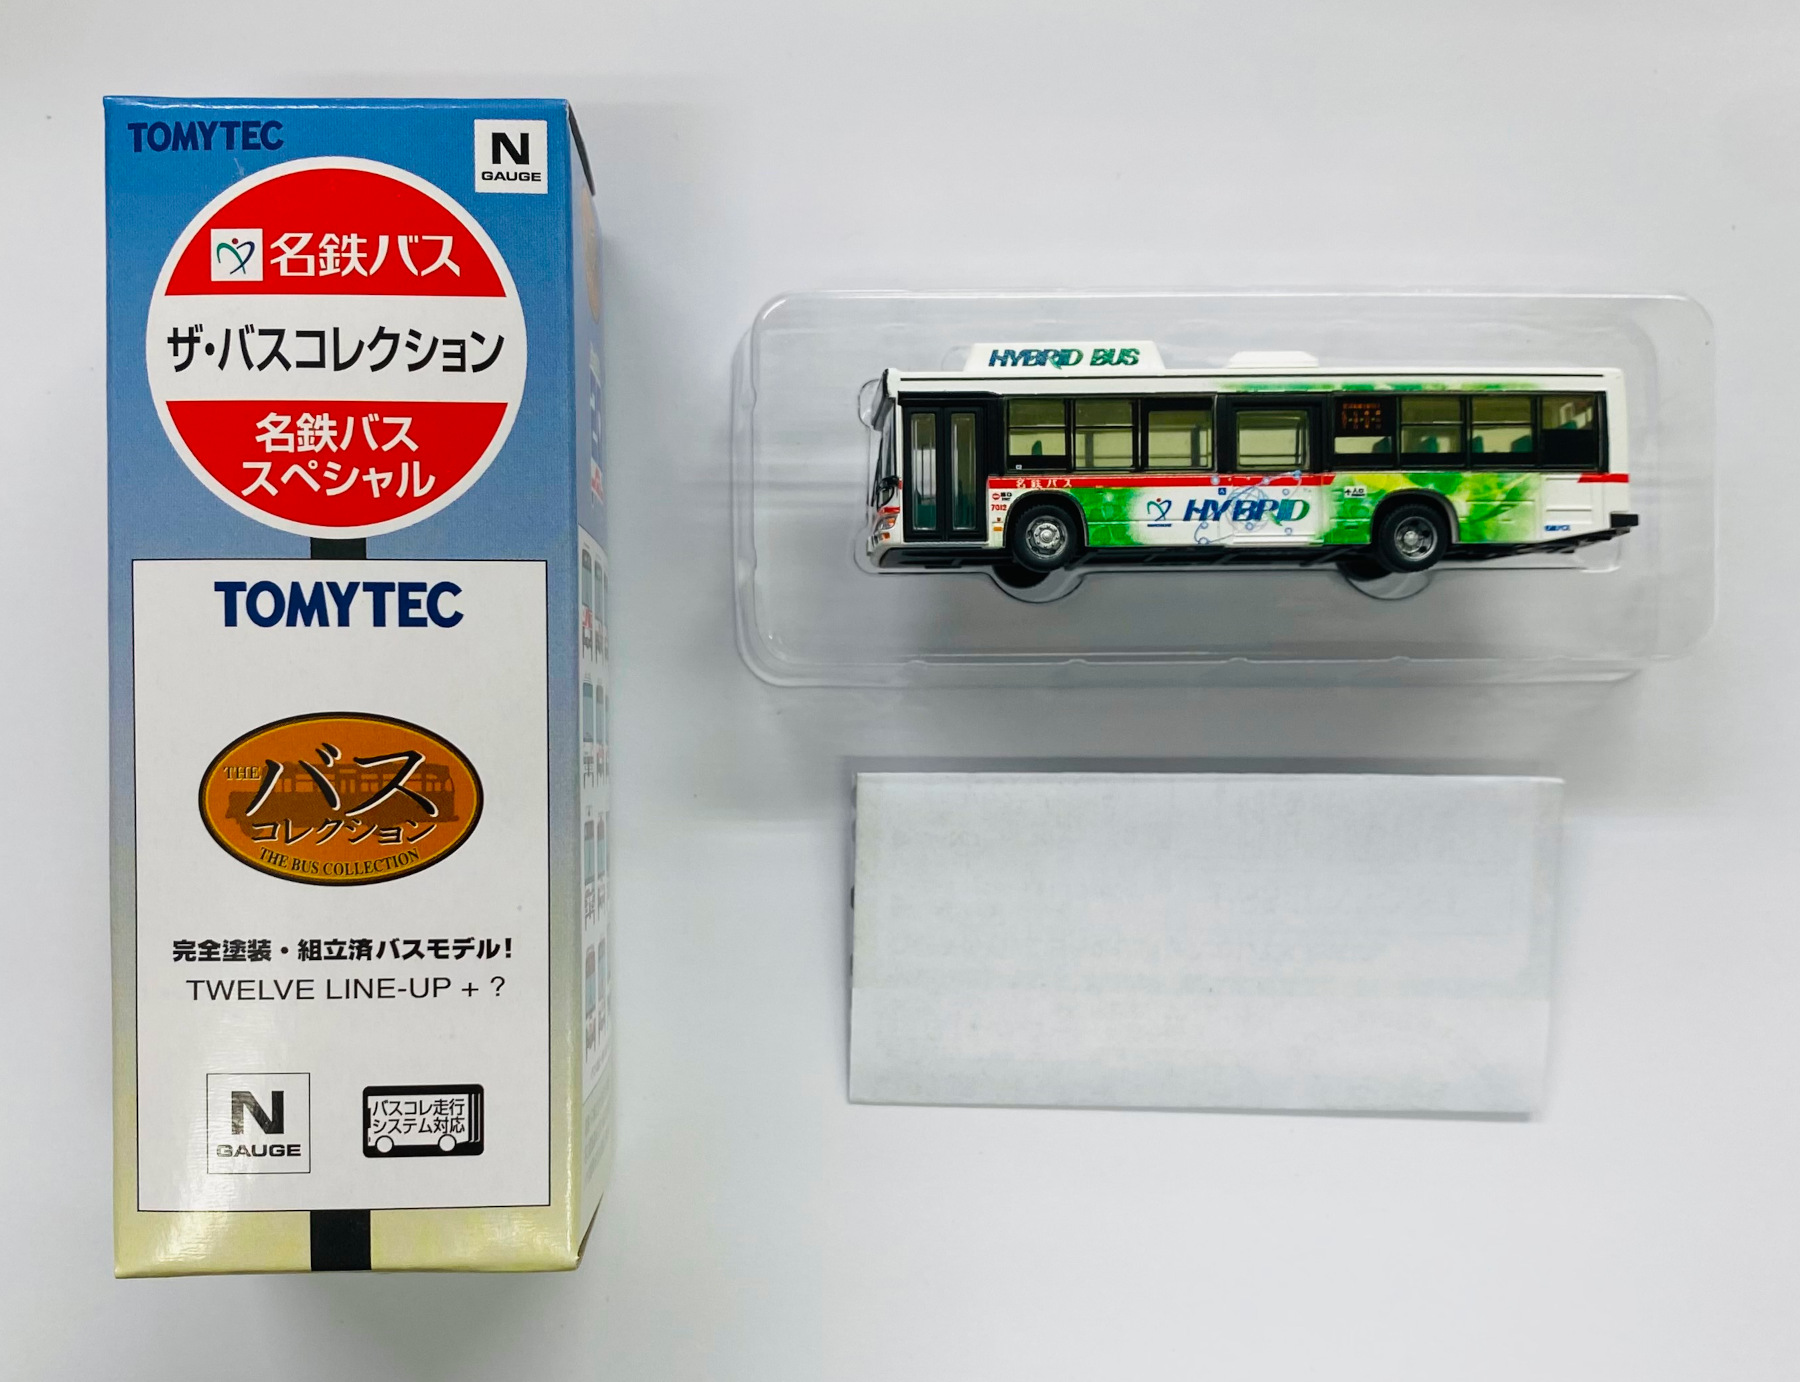 TOMYTEC
N
GAUGE
名鉄バス
ザ・バスコレクション
名鉄バス
スペシャル
TOMYTEC
THE
バス
コレクション
THE BUS COLLECTION
完全塗装・組立済バスモデル!
TWELVE LINE-UP + ?
N
GAUGE
バスコレ走行
システム対応
HYBRID BUS
名鉄バス
7012
HYBRID
入口